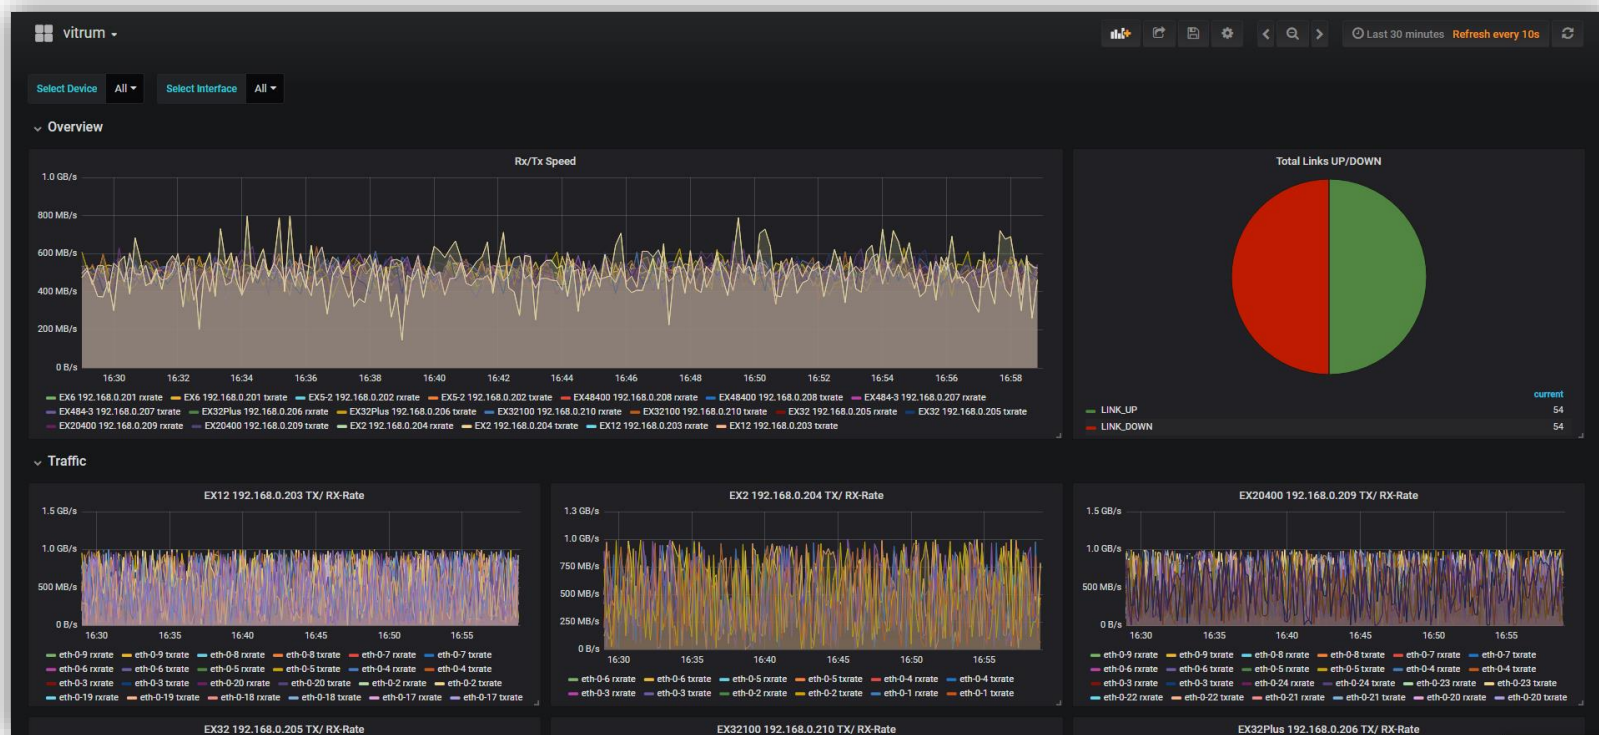 vitrum
Last 30 minutes Refresh every 10s
Select Device All Select Interface All
Overview
Rx/Tx Speed
1.0 GB/s
800 MB/s
600 MB/s
400 MB/s
200 MB/s
0 B/s
16:30 16:32 16:34 16:36 16:38 16:40 16:42 16:44 16:46 16:48 16:50 16:52 16:54 16:56 16:58
EX6 192.168.0.201 rxrate EX6 192.168.0.201 txrate EX5-2 192.168.0.202 rxrate EX5-2 192.168.0.202 txrate EX48400 192.168.0.208 rxrate EX48400 192.168.0.208 txrate EX484-3 192.168.0.207 rxrate
EX484-3 192.168.0.207 txrate EX32Plus 192.168.0.206 rxrate EX32Plus 192.168.0.206 txrate EX32100 192.168.0.210 rxrate EX32100 192.168.0.210 txrate EX32 192.168.0.205 rxrate EX32 192.168.0.205 txrate
EX20400 192.168.0.209 rxrate EX20400 192.168.0.209 txrate EX2 192.168.0.204 rxrate EX2 192.168.0.204 txrate EX12 192.168.0.203 rxrate EX12 192.168.0.203 txrate
Total Links UP/DOWN
current
LINK_UP 54
LINK_DOWN 54
Traffic
EX12 192.168.0.203 TX/ RX-Rate
1.5 GB/s
1.0 GB/s
500 MB/s
0 B/s
16:30 16:35 16:40 16:45 16:50 16:55
eth-0-9 rxrate eth-0-9 txrate eth-0-8 rxrate eth-0-8 txrate eth-0-7 rxrate eth-0-7 txrate
eth-0-6 rxrate eth-0-6 txrate eth-0-5 rxrate eth-0-5 txrate eth-0-4 rxrate eth-0-4 txrate
eth-0-3 rxrate eth-0-3 txrate eth-0-20 rxrate eth-0-20 txrate eth-0-2 rxrate eth-0-2 txrate
eth-0-19 rxrate eth-0-19 txrate eth-0-18 rxrate eth-0-18 txrate eth-0-17 rxrate eth-0-17 txrate
EX2 192.168.0.204 TX/ RX-Rate
1.3 GB/s
1.0 GB/s
750 MB/s
500 MB/s
250 MB/s
0 B/s
16:30 16:35 16:40 16:45 16:50 16:55
eth-0-6 rxrate eth-0-6 txrate eth-0-5 rxrate eth-0-5 txrate eth-0-4 rxrate eth-0-4 txrate
eth-0-3 rxrate eth-0-3 txrate eth-0-2 rxrate eth-0-2 txrate eth-0-1 rxrate eth-0-1 txrate
EX20400 192.168.0.209 TX/ RX-Rate
1.5 GB/s
1.0 GB/s
500 MB/s
0 B/s
16:30 16:35 16:40 16:45 16:50 16:55
eth-0-9 rxrate eth-0-9 txrate eth-0-8 rxrate eth-0-8 txrate eth-0-7 rxrate eth-0-7 txrate
eth-0-6 rxrate eth-0-6 txrate eth-0-5 rxrate eth-0-5 txrate eth-0-4 rxrate eth-0-4 txrate
eth-0-3 rxrate eth-0-3 txrate eth-0-24 rxrate eth-0-24 txrate eth-0-23 rxrate eth-0-23 txrate
eth-0-22 rxrate eth-0-22 txrate eth-0-21 rxrate eth-0-21 txrate eth-0-20 rxrate eth-0-20 txrate
EX32 192.168.0.205 TX/ RX-Rate
EX32100 192.168.0.210 TX/ RX-Rate
EX32Plus 192.168.0.206 TX/ RX-Rate